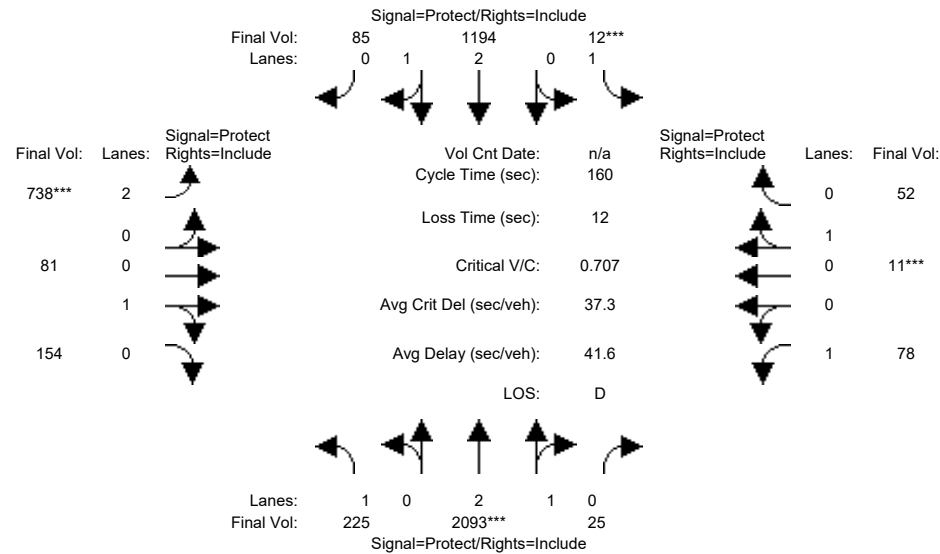 Signal=Protect/Rights=Include
Final Vol: 85 1194 12***
Lanes: 0 1 2 0 1
Signal=Protect
Final Vol: Lanes: Rights=Include
Vol Cnt Date: n/a
Signal=Protect
Rights=Include Lanes: Final Vol:
Cycle Time (sec): 160
738*** 2
0 52
Loss Time (sec): 12
0
1
81 0
Critical V/C: 0.707
0 11***
1
Avg Crit Del (sec/veh): 37.3
0
154 0
Avg Delay (sec/veh): 41.6
1 78
LOS: D
Lanes: 1 0 2 1 0
Final Vol: 225 2093*** 25
Signal=Protect/Rights=Include